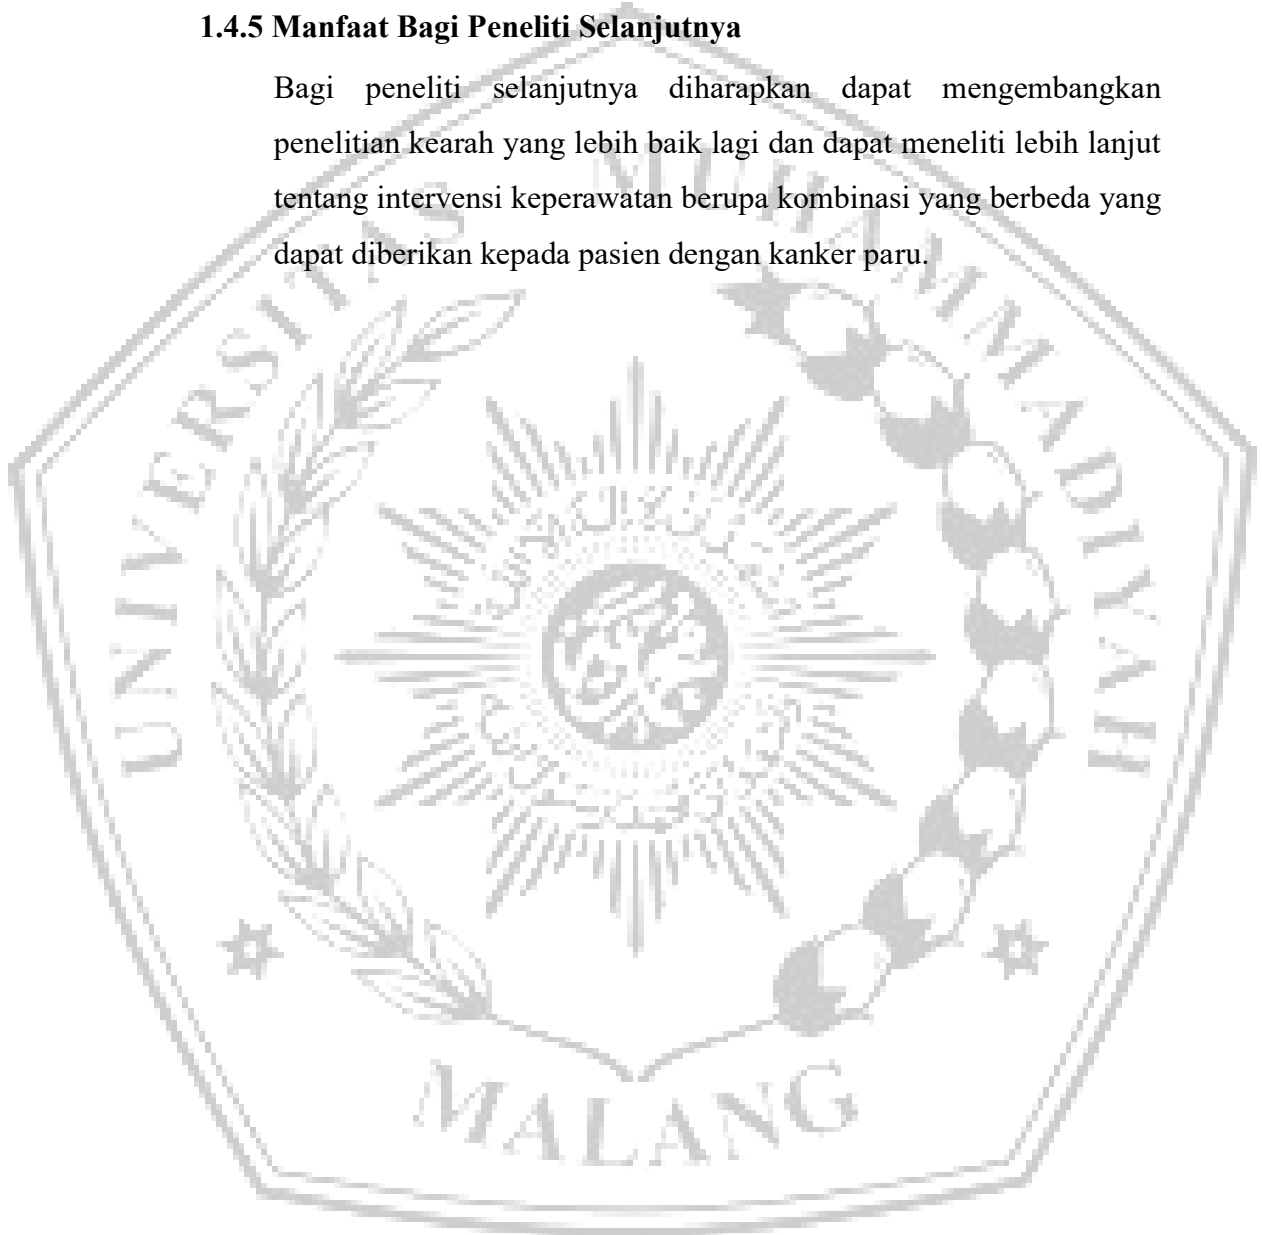 1.4.5 Manfaat Bagi Peneliti Selanjutnya
Bagi peneliti selanjutnya diharapkan dapat mengembangkan
penelitian kearah yang lebih baik lagi dan dapat meneliti lebih lanjut
tentang intervensi keperawatan berupa kombinasi yang berbeda yang
dapat diberikan kepada pasien dengan kanker paru.
UNIVERSITAS MUHAMMADIYAH
MALANG